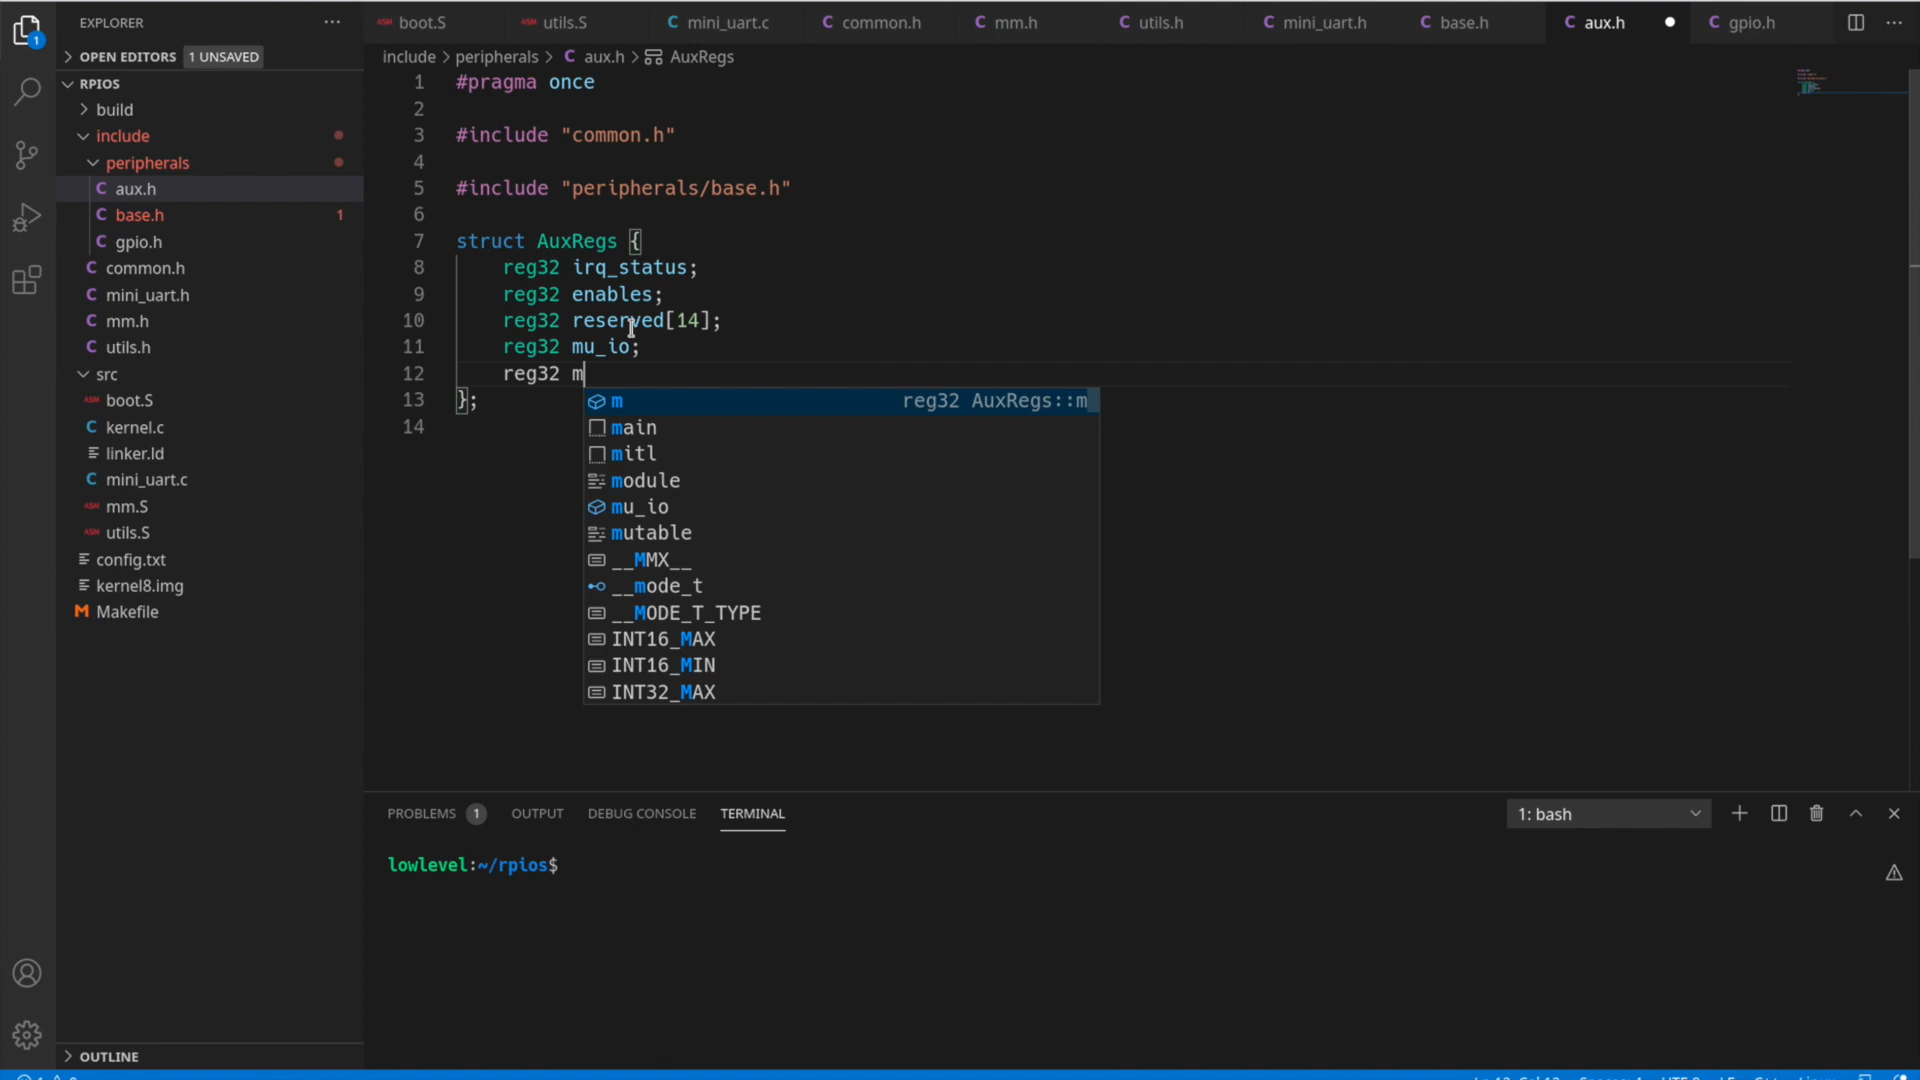 EXPLORER
OPEN EDITORS 1 UNSAVED
RPIOS
build
include
peripherals
aux.h
base.h 1
gpio.h
common.h
mini_uart.h
mm.h
utils.h
src
boot.S
kernel.c
linker.ld
mini_uart.c
mm.S
utils.S
config.txt
kernel8.img
Makefile
OUTLINE
boot.S utils.S mini_uart.c common.h mm.h utils.h mini_uart.h base.h aux.h gpio.h
include > peripherals > C aux.h > AuxRegs
1 #pragma once
2
3 #include "common.h"
4
5 #include "peripherals/base.h"
6
7 struct AuxRegs {
8 reg32 irq_status;
9 reg32 enables;
10 reg32 reserved[14];
11 reg32 mu_io;
12 reg32 m
13 };
14
m reg32 AuxRegs::m
main
mitl
module
mu_io
mutable
__MMX__
__mode_t
__MODE_T_TYPE
INT16_MAX
INT16_MIN
INT32_MAX
PROBLEMS 1 OUTPUT DEBUG CONSOLE TERMINAL 1: bash
lowlevel:~/rpios$